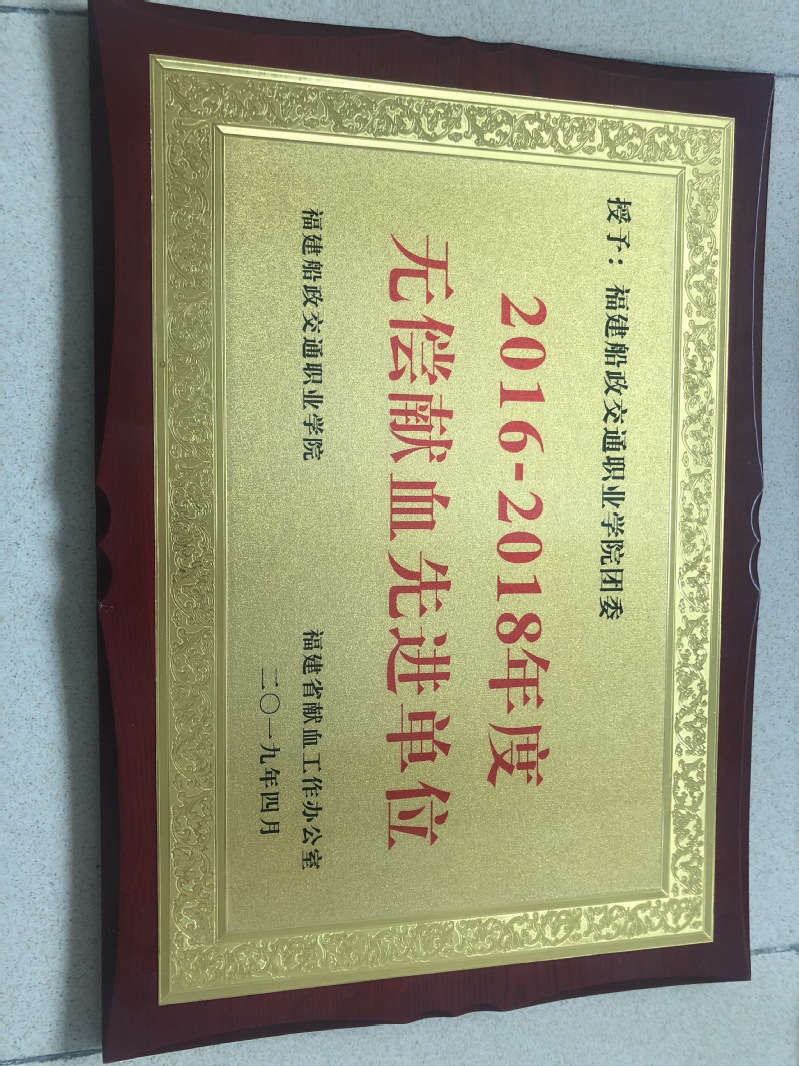 授予：福建船政交通职业学院团委
2016-2018年度
无偿献血先进单位
福建船政交通职业学院 福建省献血工作办公室
二〇一九年四月